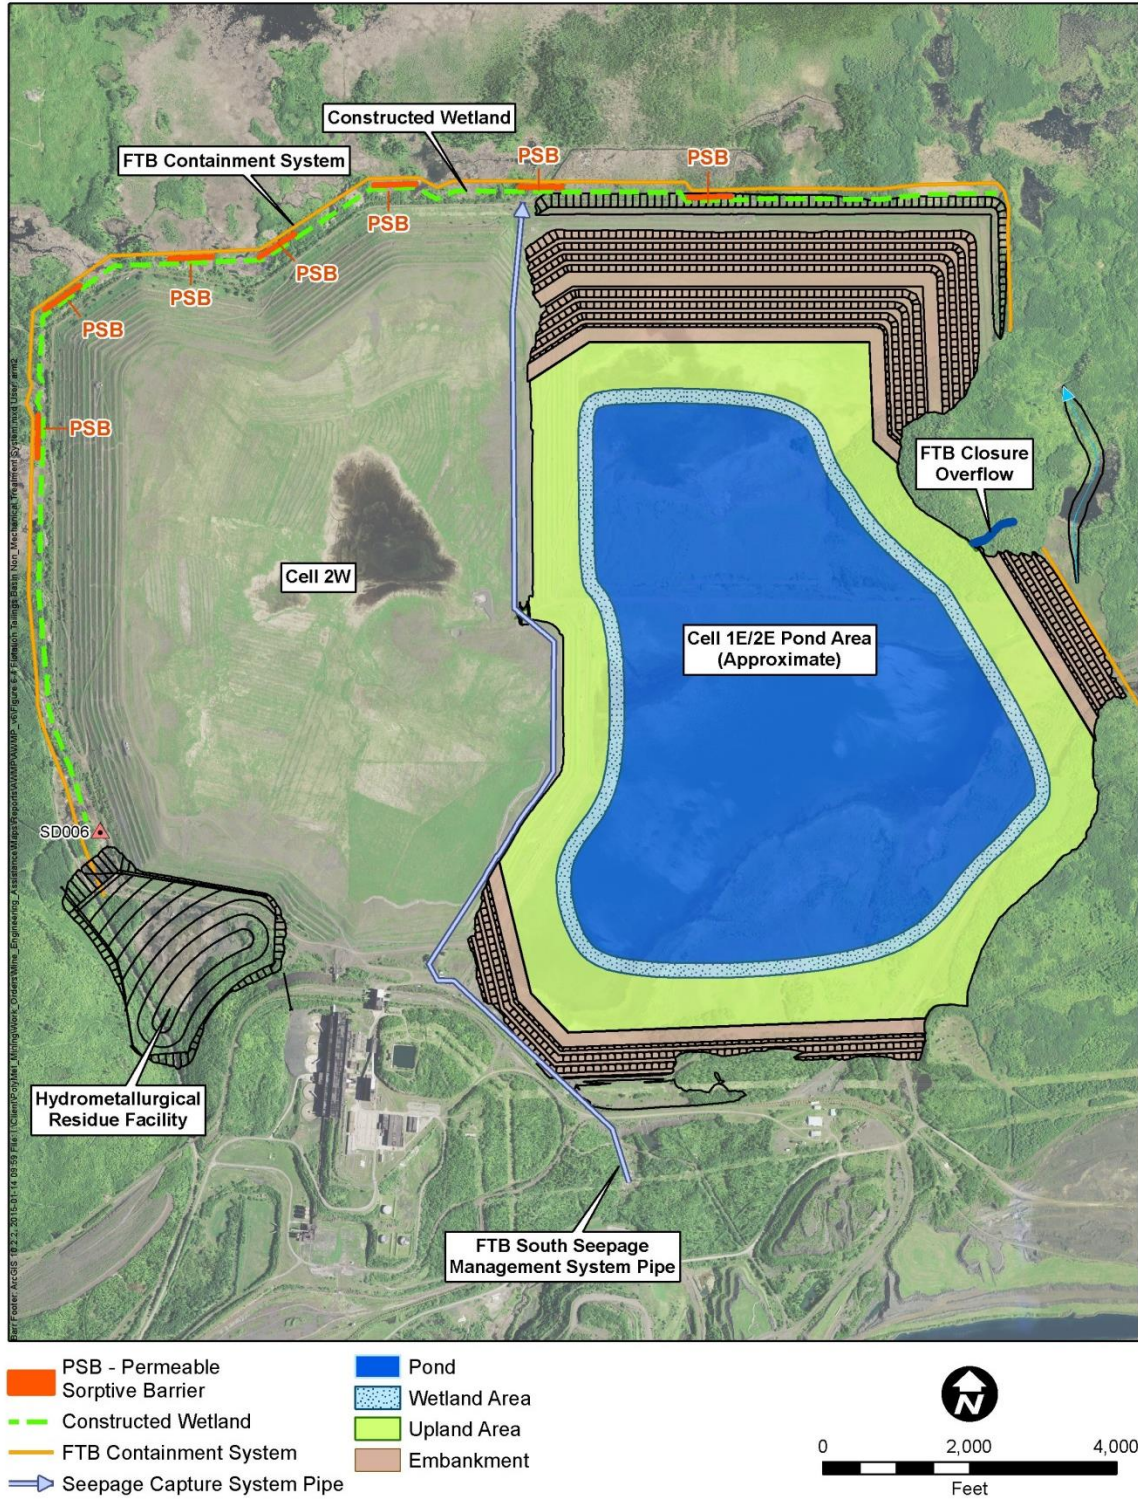 Constructed Wetland
FTB Containment System
PSB
PSB
PSB
PSB
PSB
PSB
PSB
FTB Closure
Overflow
Cell 2W
Cell 1E/2E Pond Area
(Approximate)
SD006
Hydrometallurgical
Residue Facility
FTB South Seepage
Management System Pipe
PSB - Permeable
Sorptive Barrier
Constructed Wetland
FTB Containment System
Seepage Capture System Pipe
Pond
Wetland Area
Upland Area
Embankment
N
0 2,000 4,000
Feet